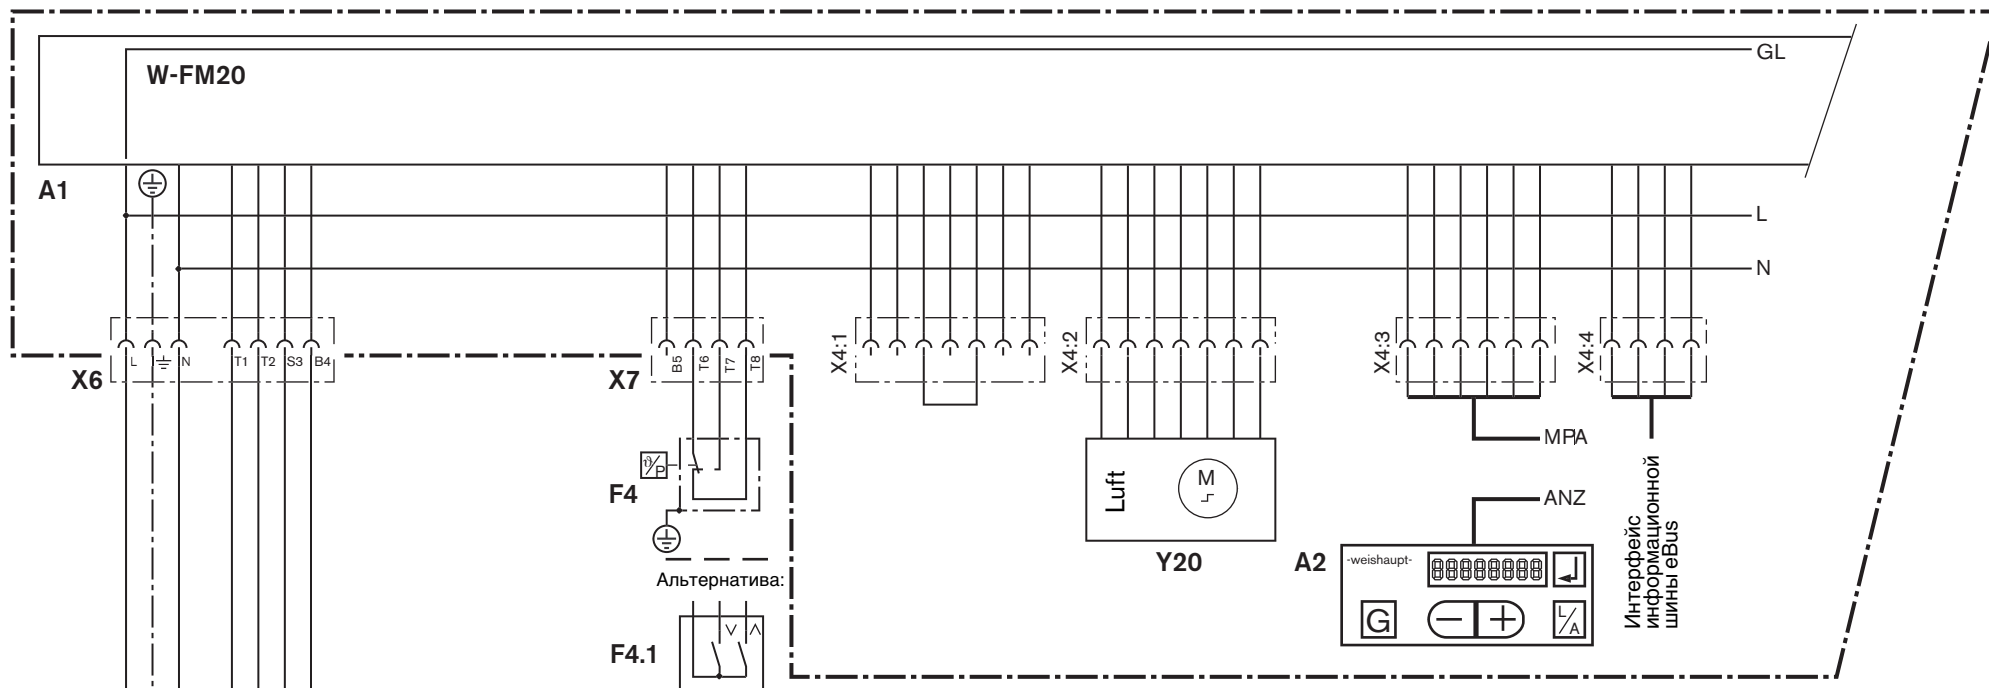 GL
W-FM20
A1
L
N
L
N
T1
T2
S3
B4
X6
B5
T6
T7
T8
X7
X4:1
X4:2
X4:3
X4:4
MPA
ϑ/P
F4
Luft
M
Y20
ANZ
A2
-weishaupt-
88888888
G
− +
L/A
Интерфейс
информационной
шины eBus
Альтернатива:
F4.1